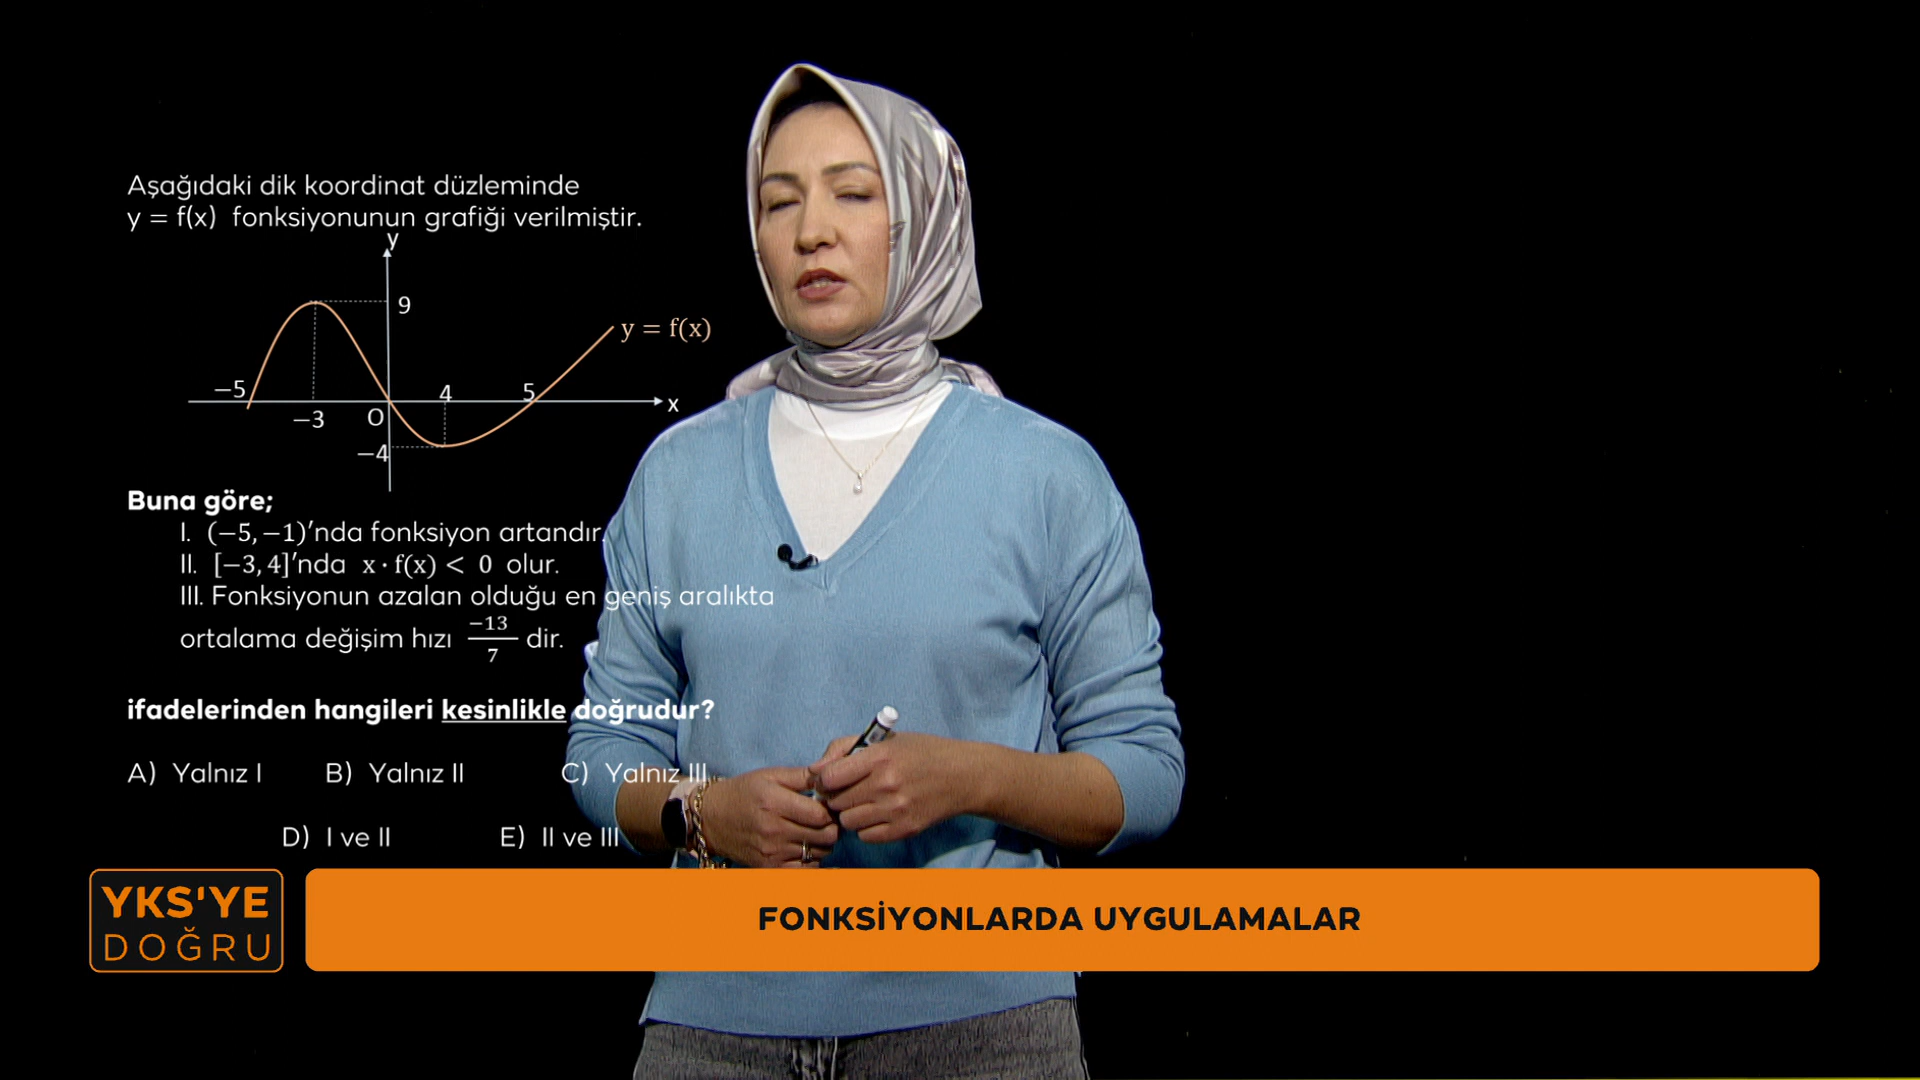 Aşağıdaki dik koordinat düzleminde
y = f(x) fonksiyonunun grafiği verilmiştir.
y
9
y = f(x)
−5
4
5
x
−3
O
−4
Buna göre;
I. (−5, −1)’nda fonksiyon artandır.
II. [−3, 4]’nda x · f(x) < 0 olur.
III. Fonksiyonun azalan olduğu en geniş aralıkta
ortalama değişim hızı −13/7 dir.
ifadelerinden hangileri kesinlikle doğrudur?
A) Yalnız I B) Yalnız II C) Yalnız III
D) I ve II E) II ve III
YKS'YE
DOĞRU
FONKSİYONLARDA UYGULAMALAR